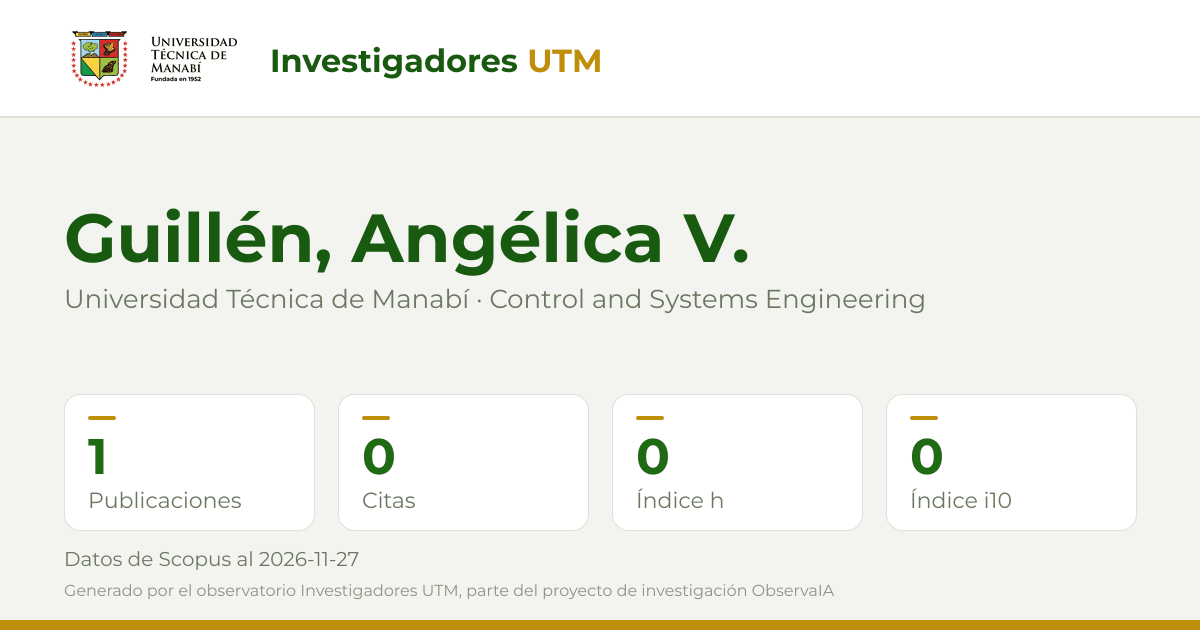 UNIVERSIDAD
TÉCNICA DE
MANABÍ
Fundada en 1952
Investigadores UTM
Guillén, Angélica V.
Universidad Técnica de Manabí · Control and Systems Engineering
1
Publicaciones
0
Citas
0
Índice h
0
Índice i10
Datos de Scopus al 2026-11-27
Generado por el observatorio Investigadores UTM, parte del proyecto de investigación ObservaIA